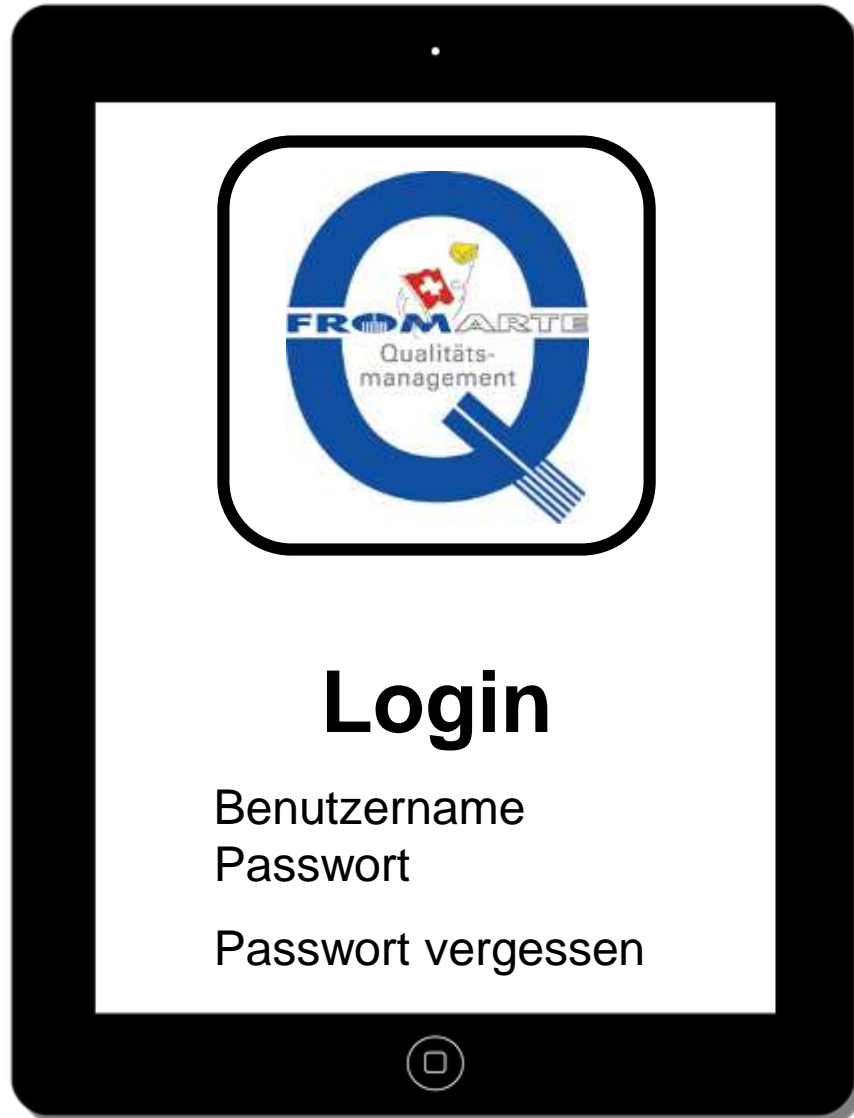 FROMARTE
Qualitäts-
management
Login
Benutzername
Passwort
Passwort vergessen